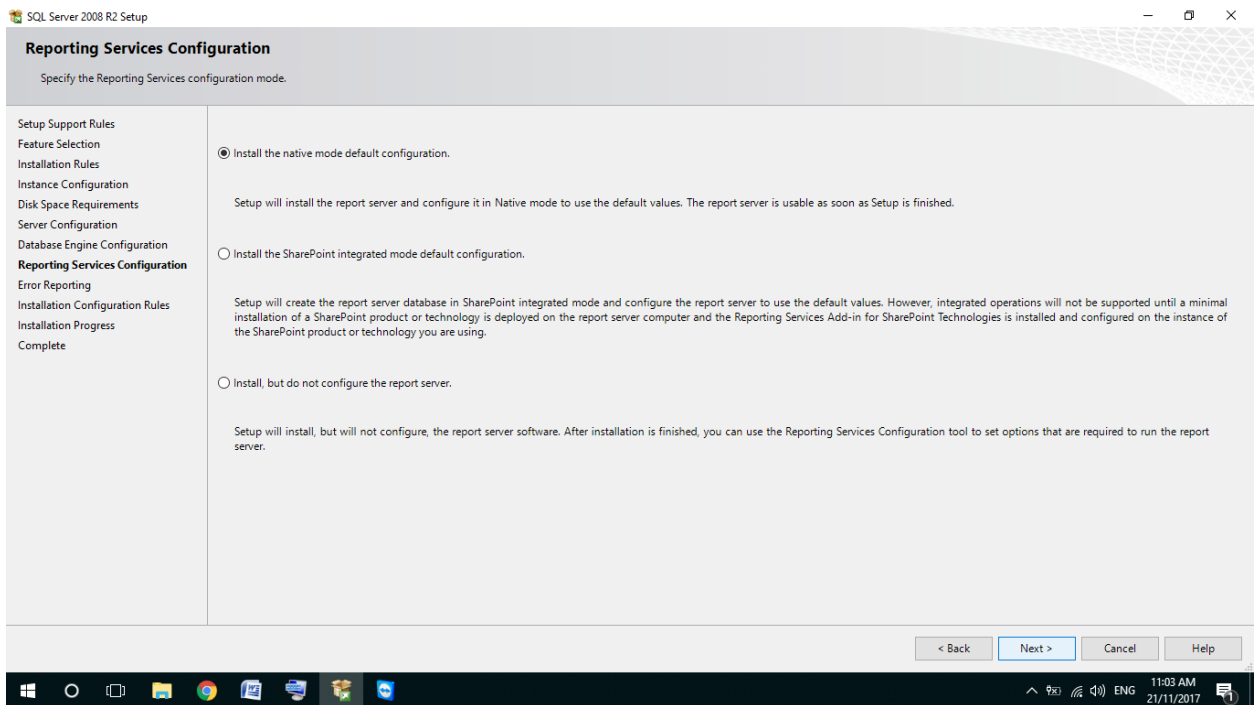 SQL Server 2008 R2 Setup
Reporting Services Configuration
Specify the Reporting Services configuration mode.
Setup Support Rules
Feature Selection
Installation Rules
Instance Configuration
Disk Space Requirements
Server Configuration
Database Engine Configuration
Reporting Services Configuration
Error Reporting
Installation Configuration Rules
Installation Progress
Complete
Install the native mode default configuration.
Setup will install the report server and configure it in Native mode to use the default values. The report server is usable as soon as Setup is finished.
Install the SharePoint integrated mode default configuration.
Setup will create the report server database in SharePoint integrated mode and configure the report server to use the default values. However, integrated operations will not be supported until a minimal
installation of a SharePoint product or technology is deployed on the report server computer and the Reporting Services Add-in for SharePoint Technologies is installed and configured on the instance of
the SharePoint product or technology you are using.
Install, but do not configure the report server.
Setup will install, but will not configure, the report server software. After installation is finished, you can use the Reporting Services Configuration tool to set options that are required to run the report
server.
< Back
Next >
Cancel
Help
ENG
11:03 AM
21/11/2017
1